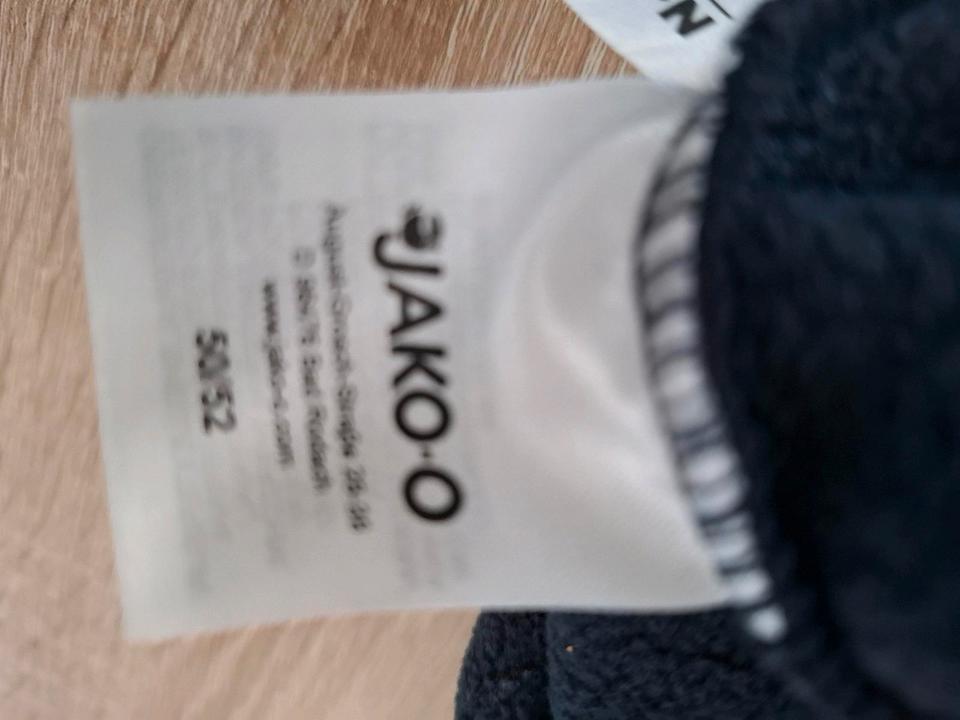 JAKO·O
August-Grosch-Straße 28-38
D 96476 Bad Rodach
www.jako-o.com
50/52